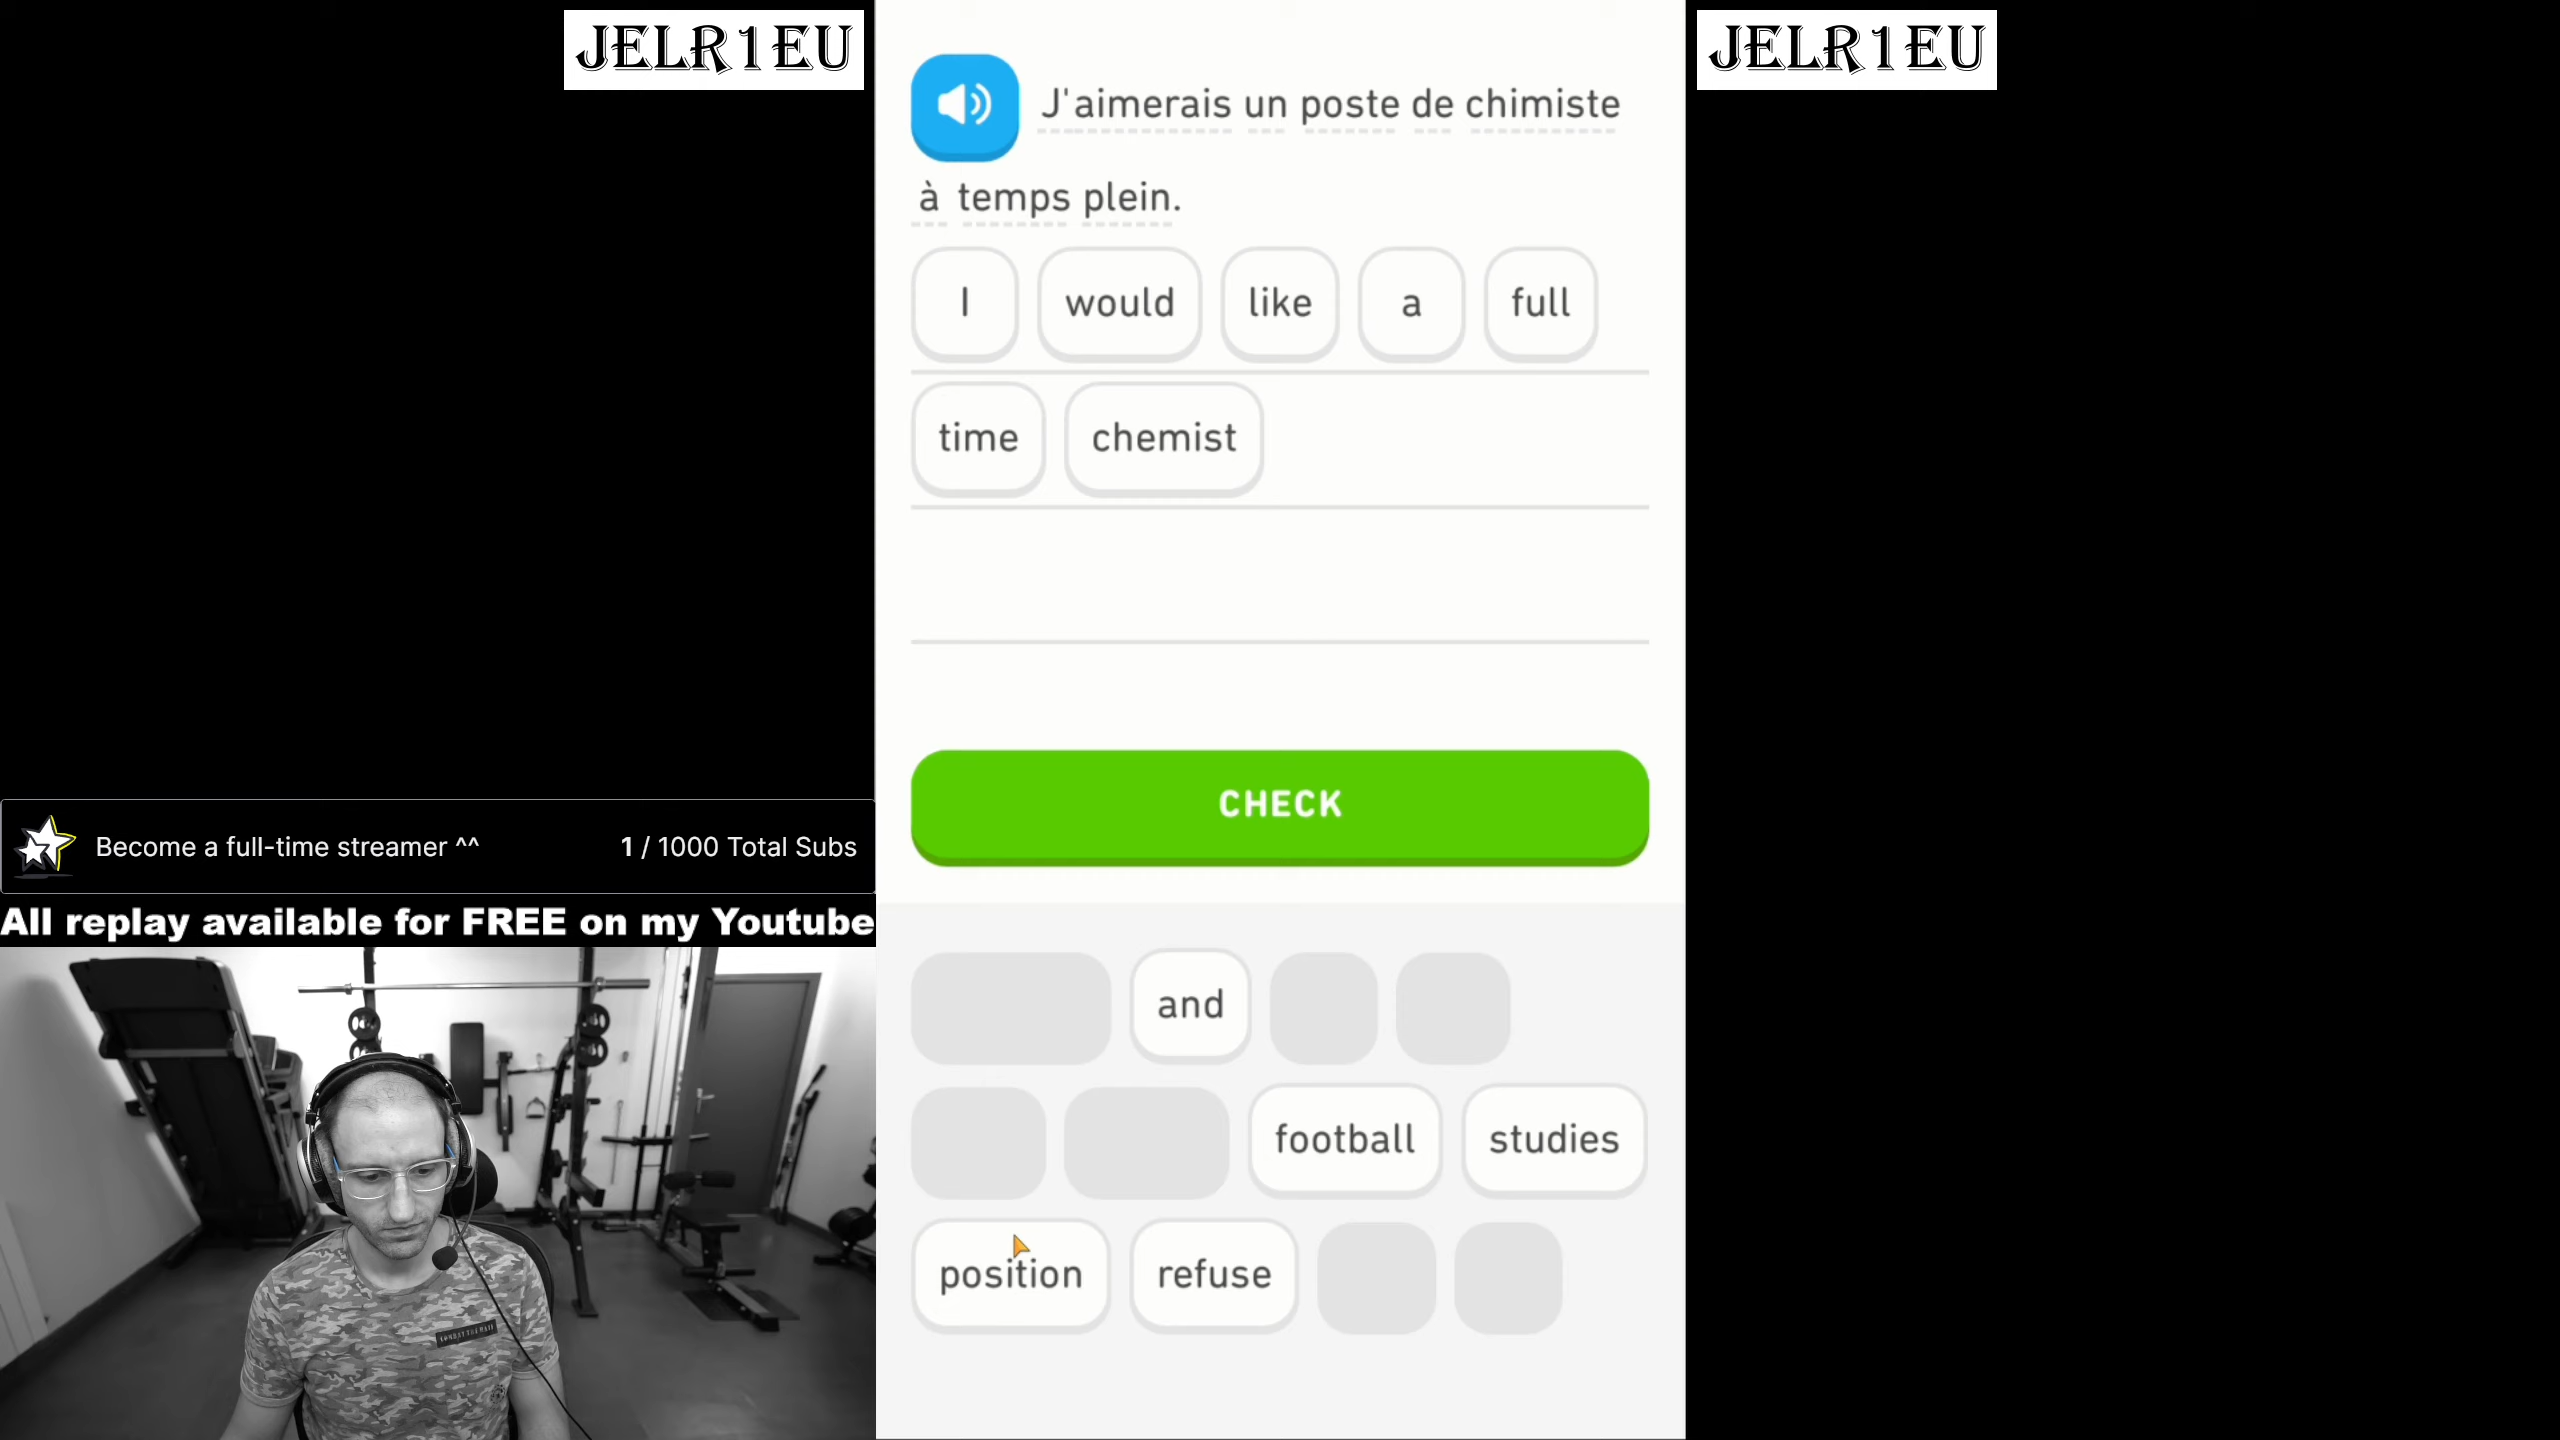 JELR1EU
JELR1EU
J'aimerais un poste de chimiste
à temps plein.
I would like a full
time chemist
CHECK
and
football studies
position refuse
Become a full-time streamer ^^ 1 / 1000 Total Subs
All replay available for FREE on my Youtube